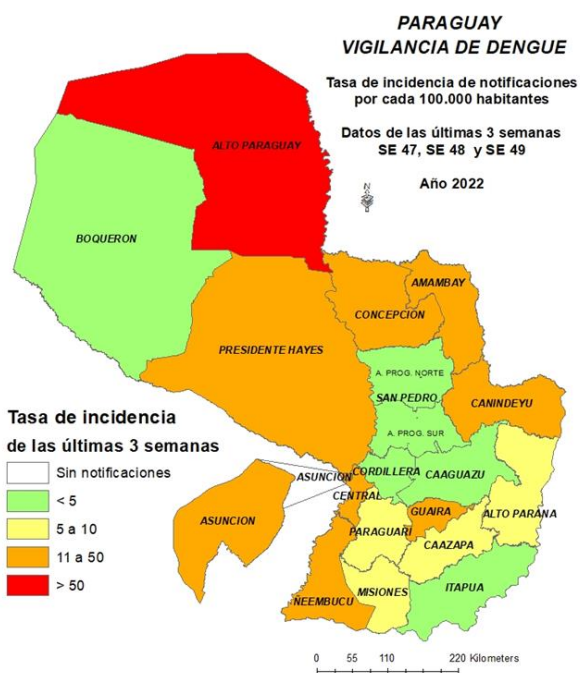 PARAGUAY
VIGILANCIA DE DENGUE
Tasa de incidencia de notificaciones
por cada 100.000 habitantes
Datos de las últimas 3 semanas
SE 47, SE 48 y SE 49
Año 2022
N
ALTO PARAGUAY
BOQUERON
AMAMBAY
CONCEPCIÓN
PRESIDENTE HAYES
A. PROG. NORTE
SAN PEDRO
CANINDEYU
A. PROG. SUR
Tasa de incidencia
de las últimas 3 semanas
Sin notificaciones
< 5
5 a 10
11 a 50
> 50
ASUNCION
ASUNCION
CORDILLERA
CAAGUAZU
CENTRAL
GUAIRA
ALTO PARANA
PARAGUARÍ
CAAZAPA
ÑEEMBUCU
MISIONES
ITAPUA
0 55 110 220 Kilometers